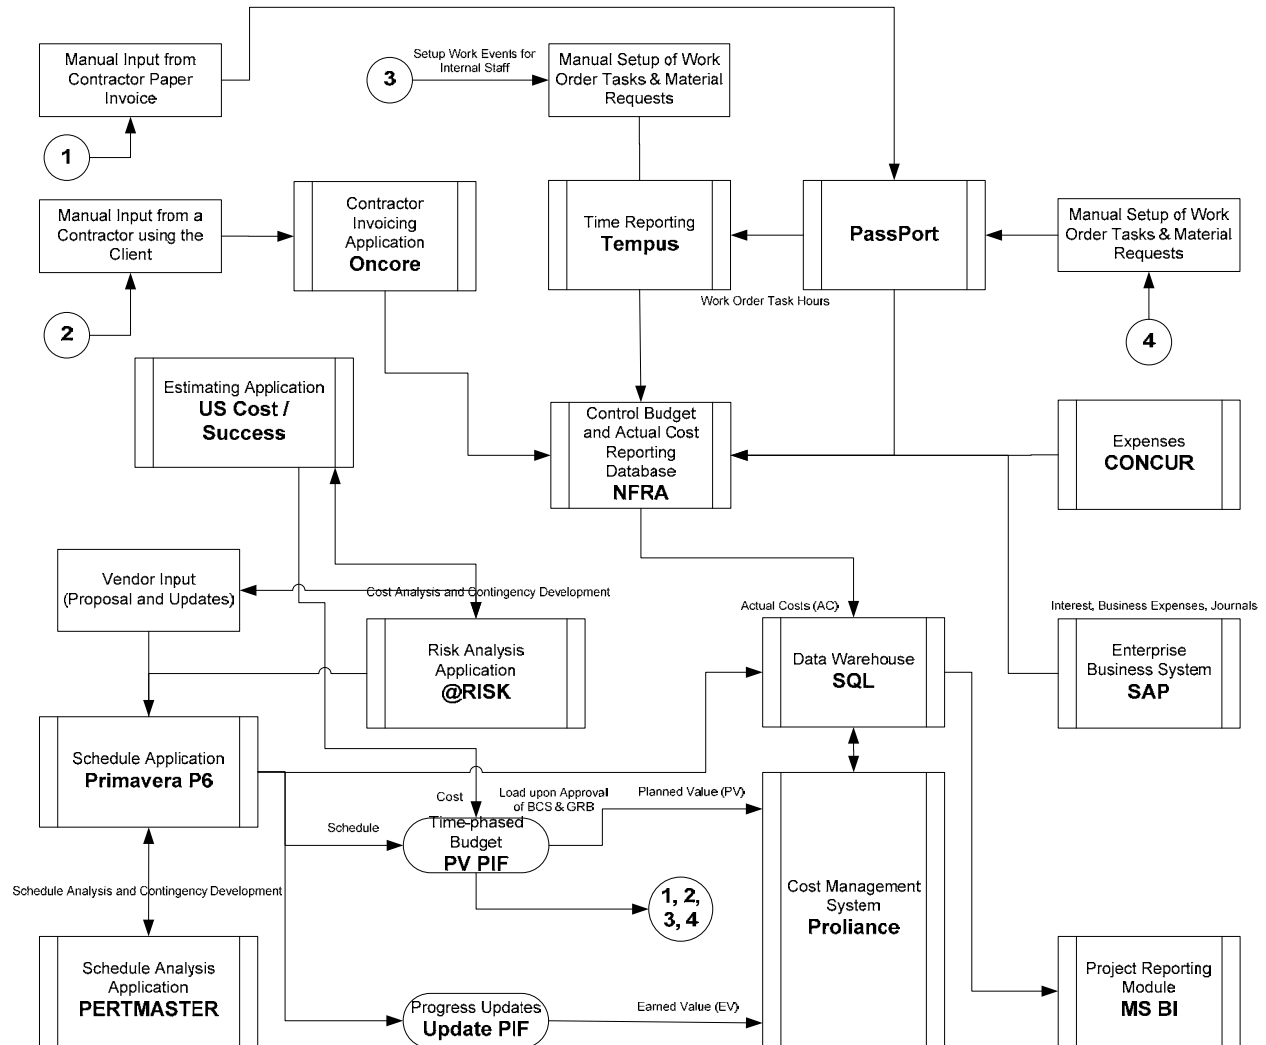 Manual Input from
Contractor Paper
Invoice
3
Setup Work Events for
Internal Staff
Manual Setup of Work
Order Tasks & Material
Requests
1
Manual Input from a
Contractor using the
Client
Contractor
Invoicing
Application
Oncore
Time Reporting
Tempus
PassPort
Manual Setup of Work
Order Tasks & Material
Requests
Work Order Task Hours
2
4
Estimating Application
US Cost /
Success
Control Budget
and Actual Cost
Reporting
Database
NFRA
Expenses
CONCUR
Vendor Input
(Proposal and Updates)
Cost Analysis and Contingency Development
Actual Costs (AC)
Interest, Business Expenses, Journals
Risk Analysis
Application
@RISK
Data Warehouse
SQL
Enterprise
Business System
SAP
Schedule Application
Primavera P6
Cost
Load upon Approval
of BCS & GRB
Planned Value (PV)
Schedule
Time-phased
Budget
PV PIF
Schedule Analysis and Contingency Development
1, 2,
3, 4
Cost Management
System
Proliance
Schedule Analysis
Application
PERTMASTER
Progress Updates
Update PIF
Earned Value (EV)
Project Reporting
Module
MS BI